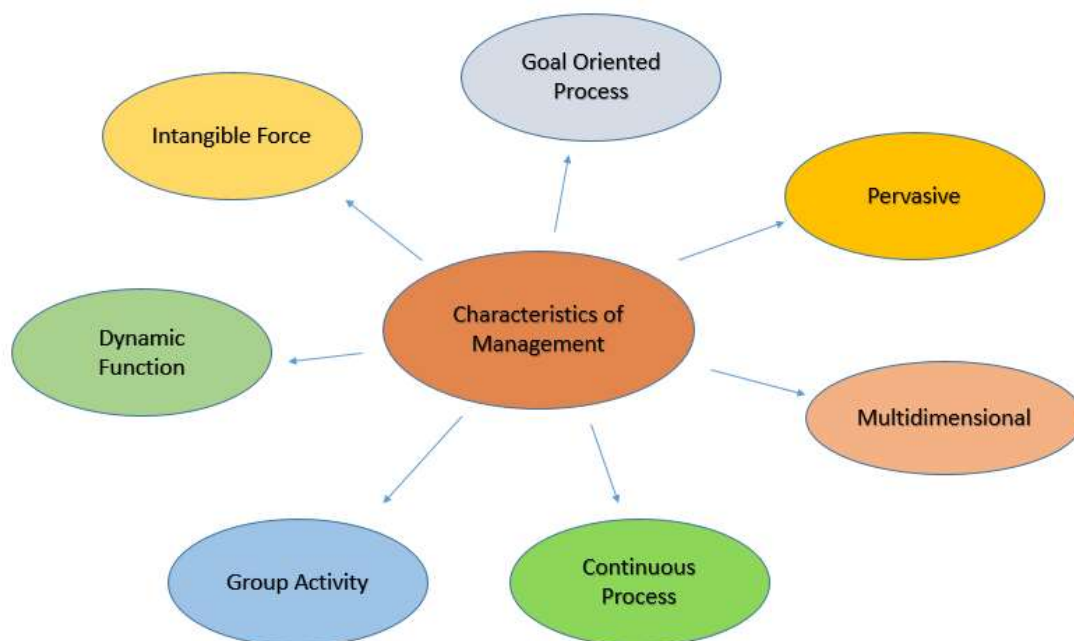 Goal Oriented
Process
Intangible Force
Pervasive
Characteristics of
Management
Dynamic
Function
Multidimensional
Group Activity
Continuous
Process